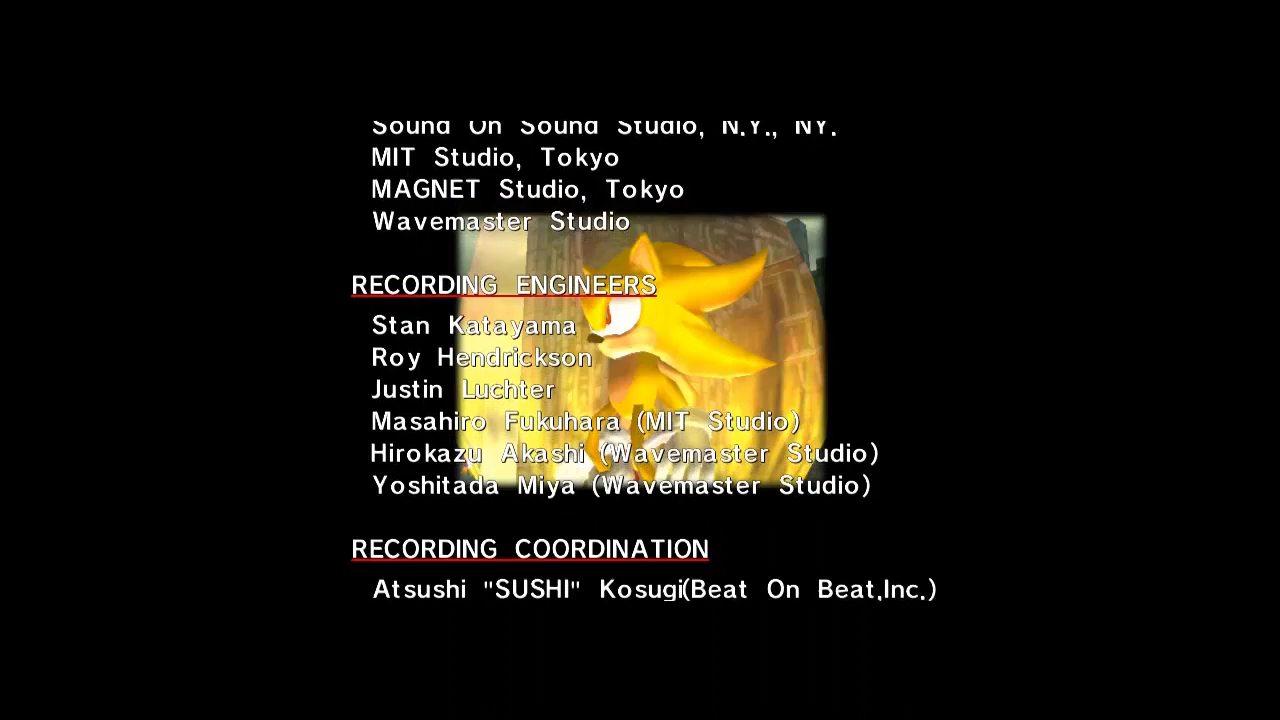 Sound On Sound Studio, N.Y., NY.
MIT Studio, Tokyo
MAGNET Studio, Tokyo
Wavemaster Studio
RECORDING ENGINEERS
Stan Katayama
Roy Hendrickson
Justin Luchter
Masahiro Fukuhara (MIT Studio)
Hirokazu Akashi (Wavemaster Studio)
Yoshitada Miya (Wavemaster Studio)
RECORDING COORDINATION
Atsushi "SUSHI" Kosugi(Beat On Beat,Inc.)